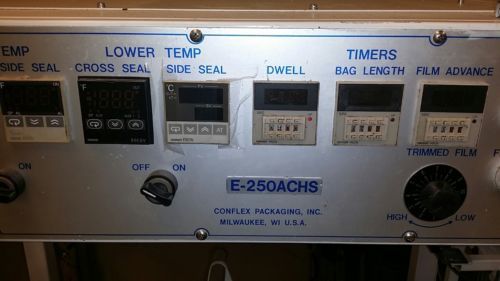 TEMP LOWER TEMP TIMERS
SIDE SEAL CROSS SEAL SIDE SEAL DWELL BAG LENGTH FILM ADVANCE
F C
AT
TRIMMED FILM
ON OFF ON
E-250ACHS
CONFLEX PACKAGING, INC.
MILWAUKEE, WI U.S.A.
HIGH LOW